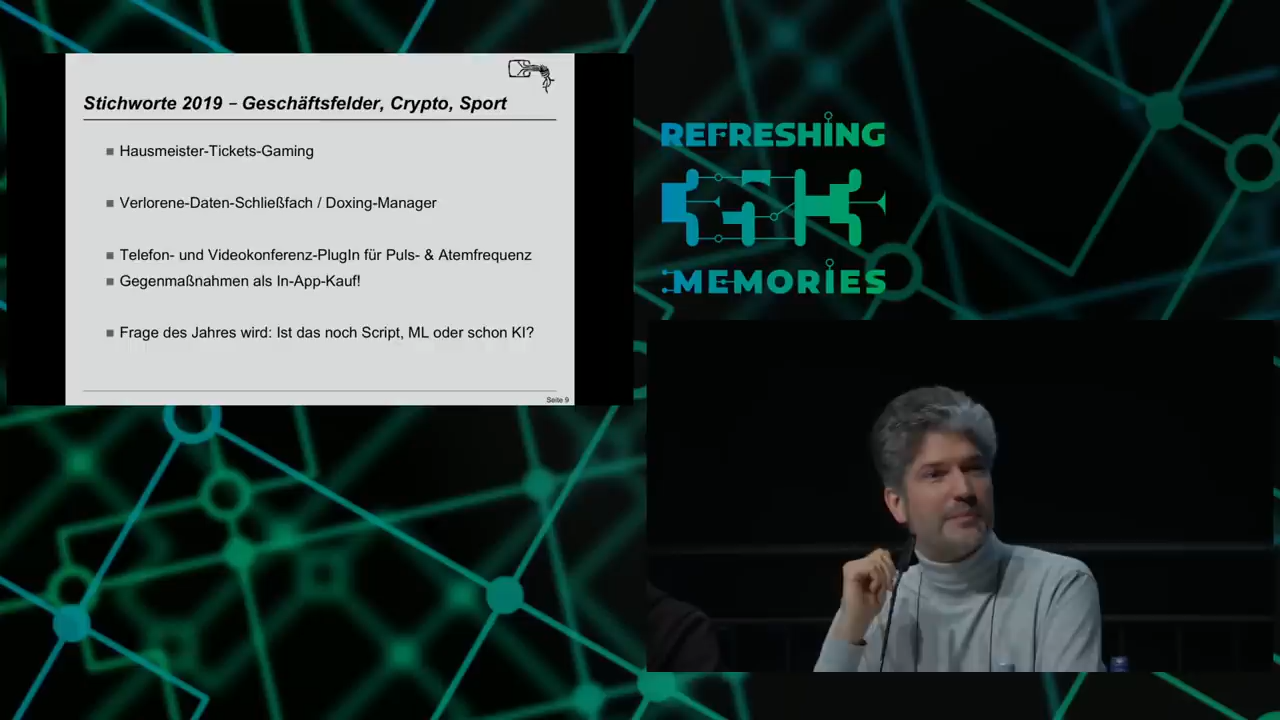 Stichworte 2019 – Geschäftsfelder, Crypto, Sport
Hausmeister-Tickets-Gaming
Verlorene-Daten-Schließfach / Doxing-Manager
Telefon- und Videokonferenz-PlugIn für Puls- & Atemfrequenz
Gegenmaßnahmen als In-App-Kauf!
Frage des Jahres wird: Ist das noch Script, ML oder schon KI?
Seite 9
REFRESHING
MEMORIES